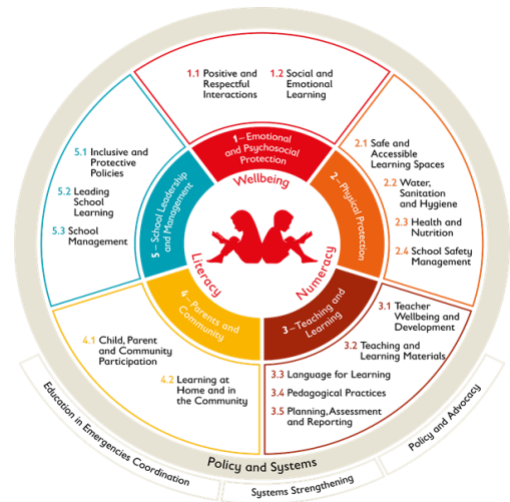 1.1 Positive and
Respectful
Interactions
1.2 Social and
Emotional
Learning
1 – Emotional
and Psychosocial
Protection
2.1 Safe and
Accessible
Learning Spaces
2.2 Water,
Sanitation
and Hygiene
2.3 Health and
Nutrition
2.4 School Safety
Management
2 – Physical Protection
3.1 Teacher
Wellbeing and
Development
3.2 Teaching and
Learning Materials
3.3 Language for Learning
3.4 Pedagogical Practices
3.5 Planning, Assessment
and Reporting
3 – Teaching and
Learning
4.1 Child, Parent
and Community
Participation
4.2 Learning at
Home and in
the Community
4 – Parents and
Community
5.1 Inclusive and
Protective
Policies
5.2 Leading
School
Learning
5.3 School
Management
5 – School Leadership
and Management
Wellbeing
Literacy
Numeracy
Policy and Systems
Education in Emergencies Coordination
Systems Strengthening
Policy and Advocacy